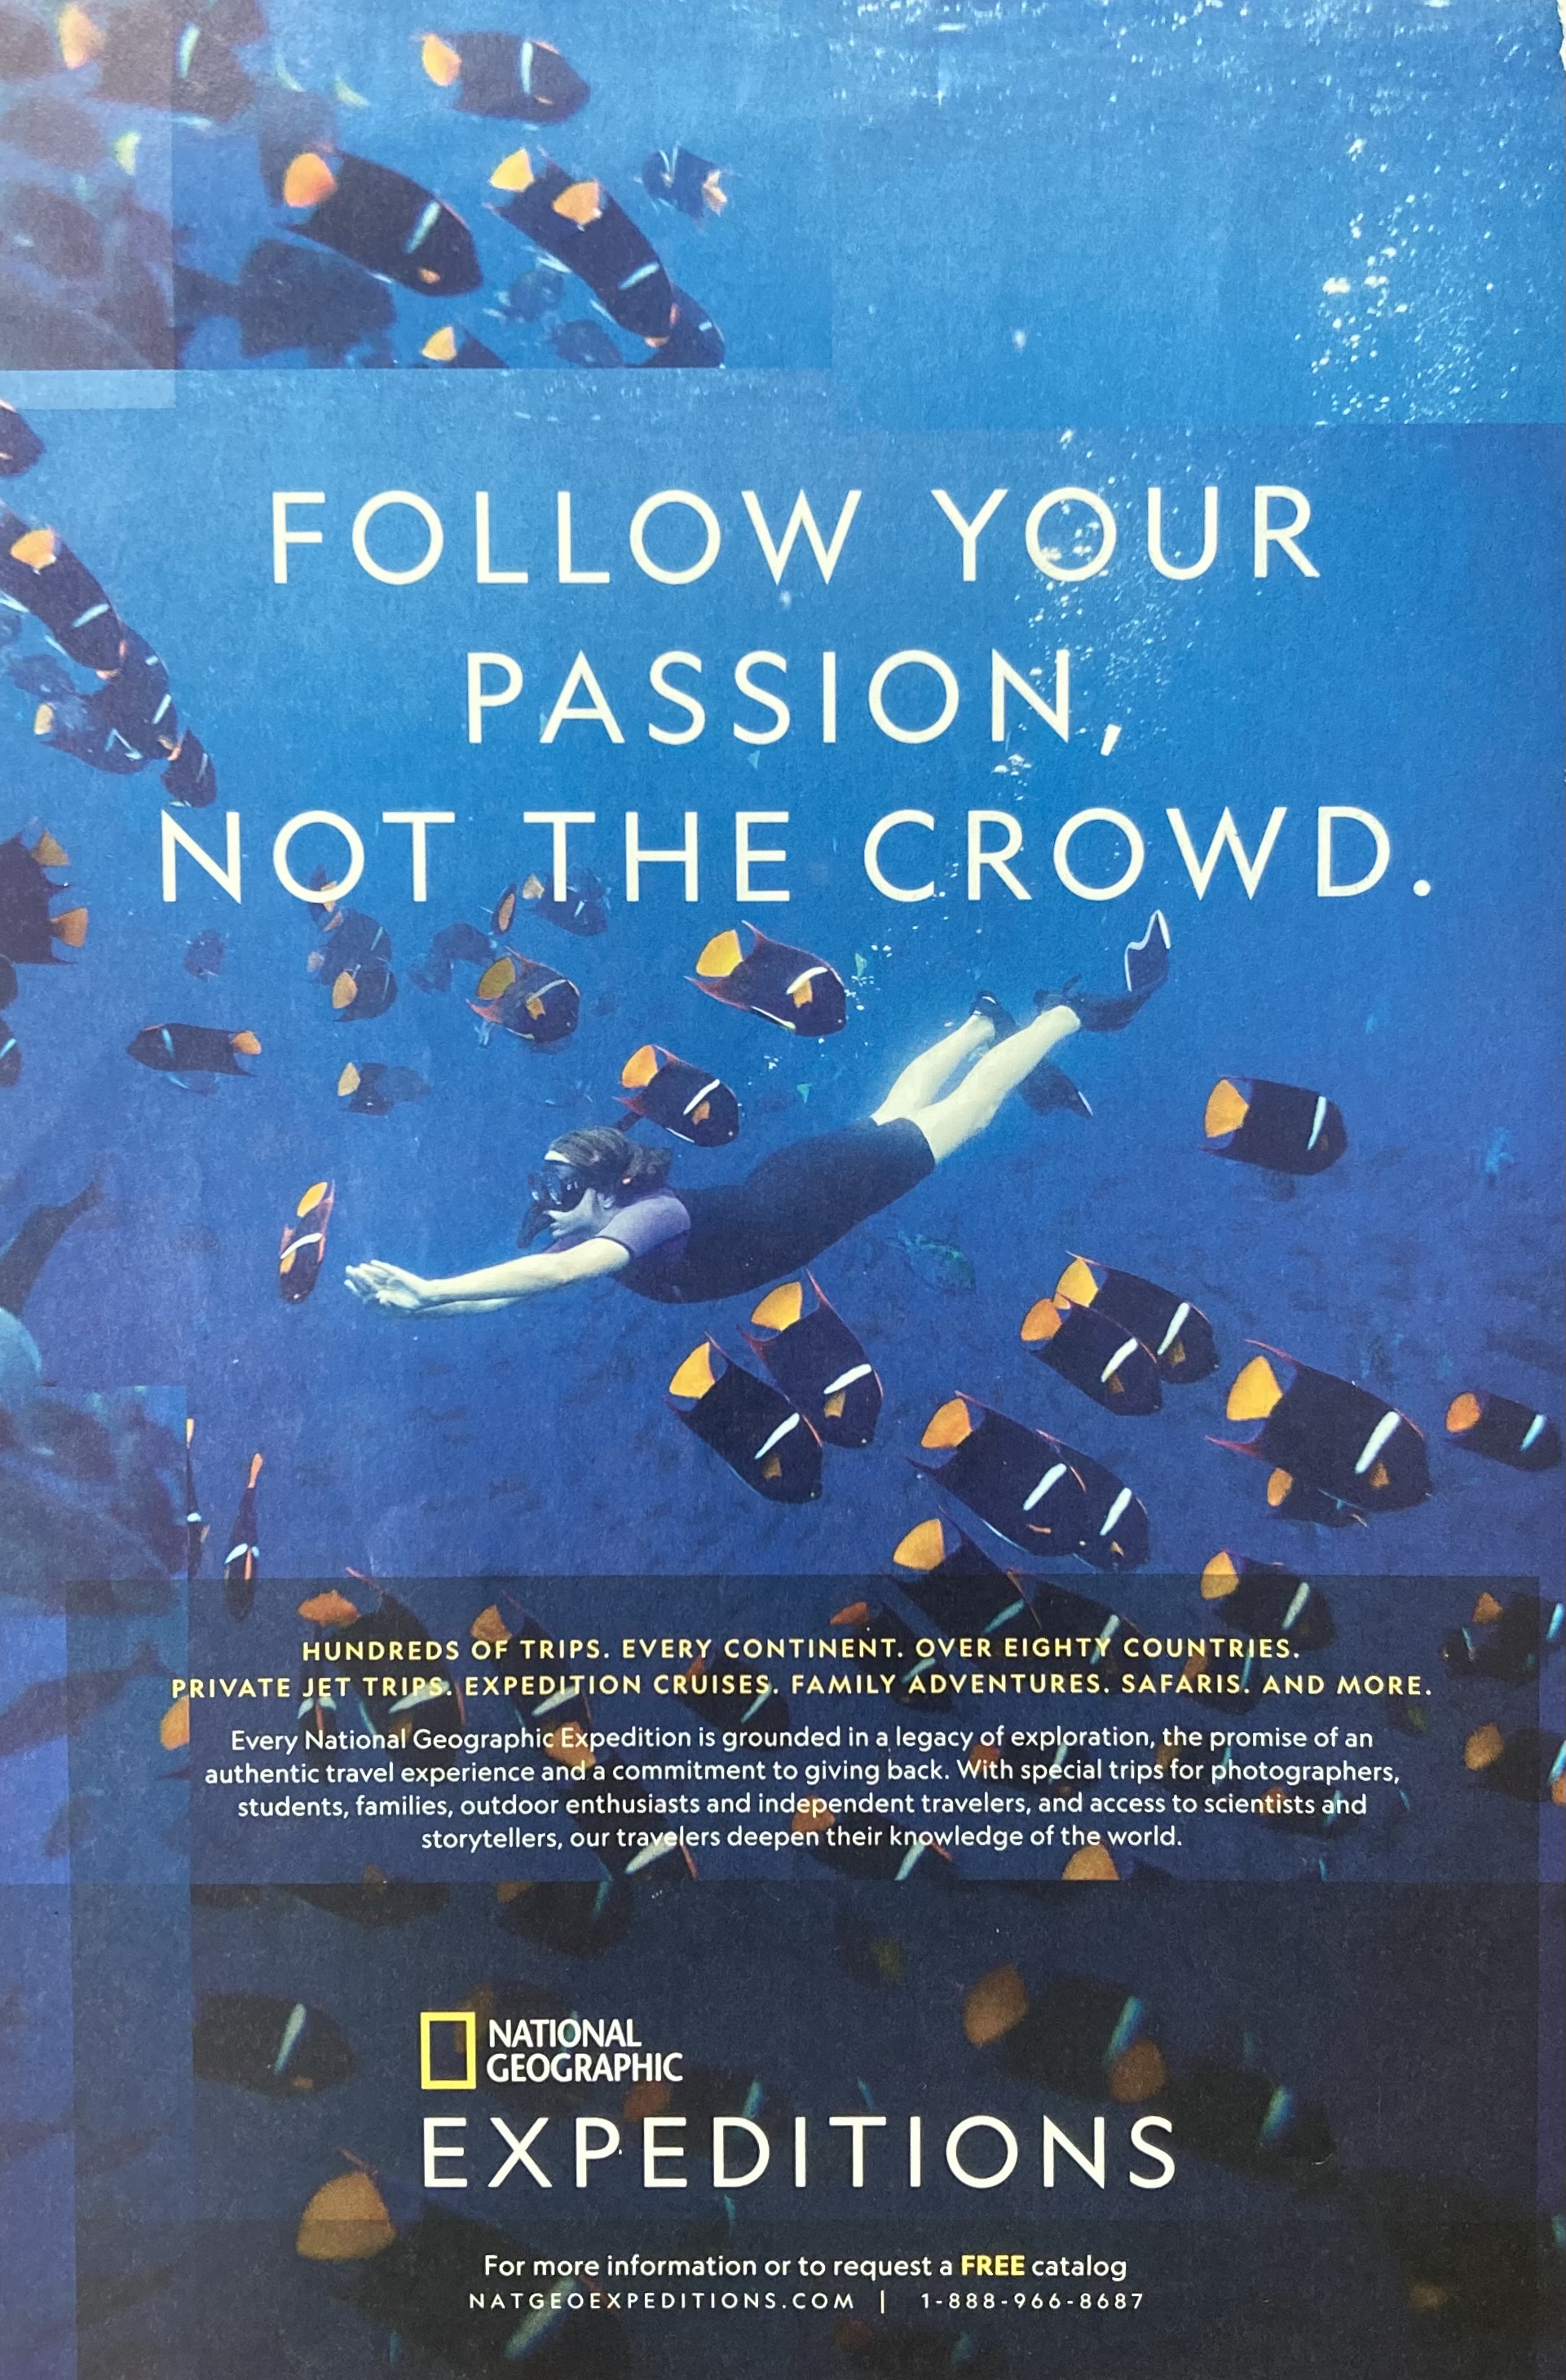 FOLLOW YOUR
PASSION,
NOT THE CROWD.
HUNDREDS OF TRIPS. EVERY CONTINENT. OVER EIGHTY COUNTRIES.
PRIVATE JET TRIPS. EXPEDITION CRUISES. FAMILY ADVENTURES. SAFARIS. AND MORE.
Every National Geographic Expedition is grounded in a legacy of exploration, the promise of an
authentic travel experience and a commitment to giving back. With special trips for photographers,
students, families, outdoor enthusiasts and independent travelers, and access to scientists and
storytellers, our travelers deepen their knowledge of the world.
NATIONAL
GEOGRAPHIC
EXPEDITIONS
For more information or to request a FREE catalog
NATGEOEXPEDITIONS.COM | 1-888-966-8687